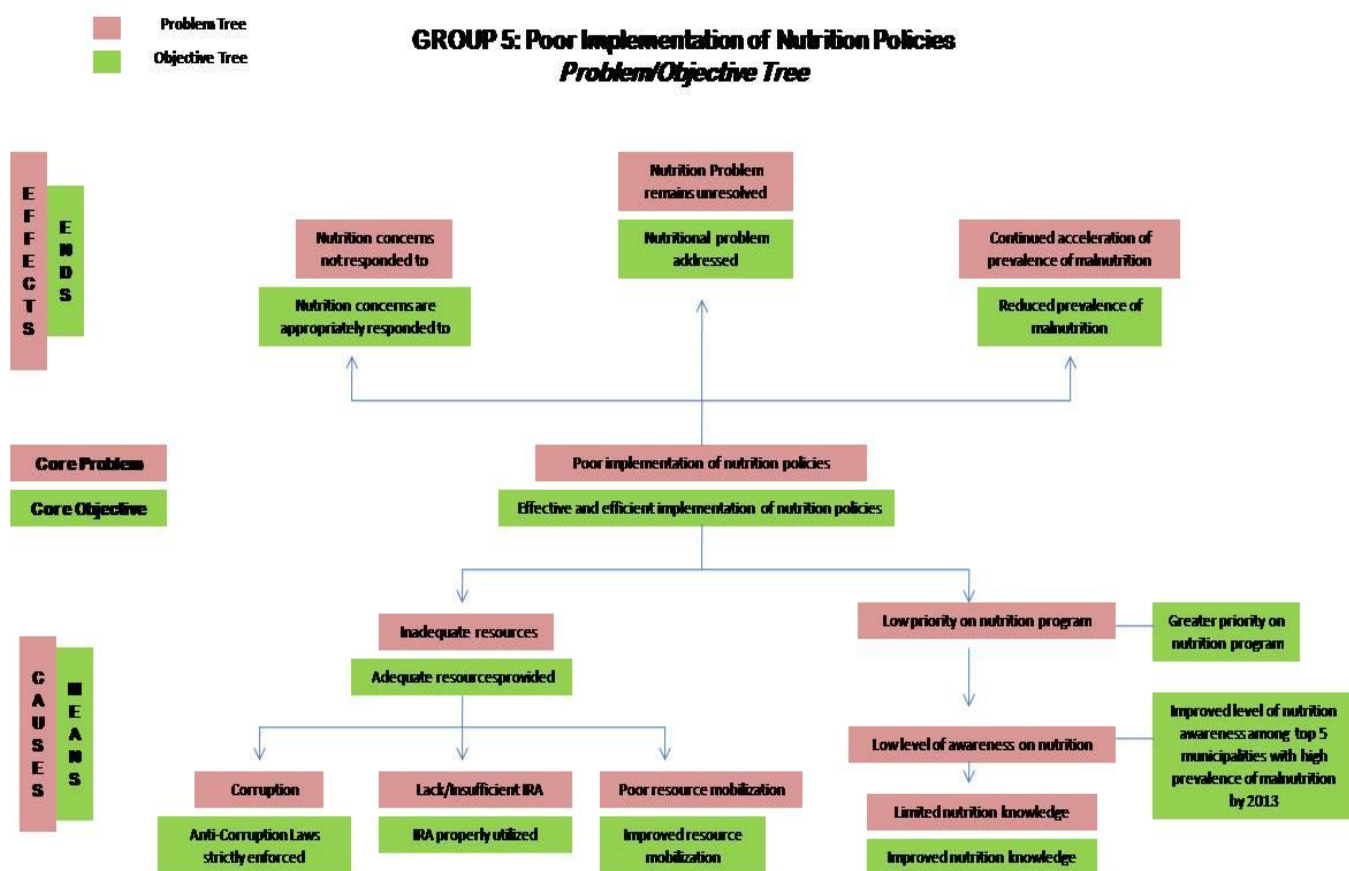 Problem Tree
Objective Tree
GROUP 5: Poor Implementation of Nutrition Policies
Problem/Objective Tree
EFFECTS
ENDS
Nutrition Problem
remains unresolved
Nutritional problem
addressed
Nutrition concerns
not responded to
Nutrition concerns are
appropriately responded to
Continued acceleration of
prevalence of malnutrition
Reduced prevalence of
malnutrition
Core Problem
Core Objective
Poor implementation of nutrition policies
Effective and efficient implementation of nutrition policies
CAUSES
MEANS
Inadequate resources
Adequate resourcesprovided
Low priority on nutrition program
Greater priority on
nutrition program
Low level of awareness on nutrition
Improved level of nutrition
awareness among top 5
municipalities with high
prevalence of malnutrition
by 2013
Corruption
Anti-Corruption Laws
strictly enforced
Lack/Insufficient IRA
IRA properly utilized
Poor resource mobilization
Improved resource
mobilization
Limited nutrition knowledge
Improved nutrition knowledge